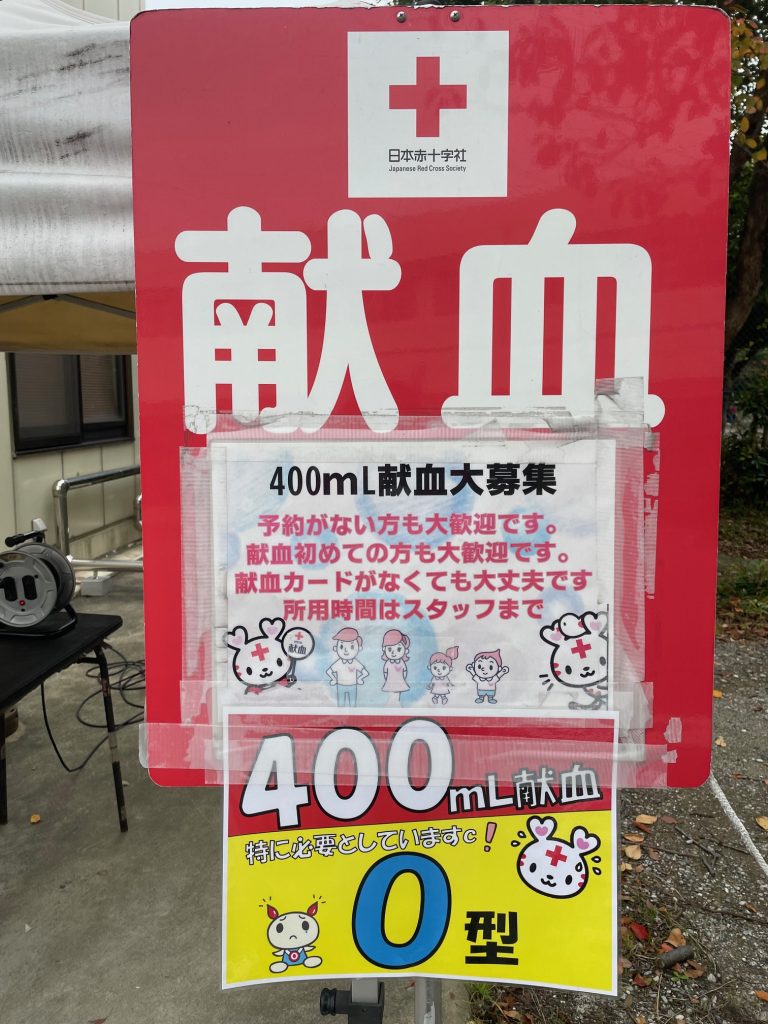 日本赤十字社
Japanese Red Cross Society
献血
400mL献血大募集
予約がない方も大歓迎です。
献血初めての方も大歓迎です。
献血カードがなくても大丈夫です
所用時間はスタッフまで
献血
400mL献血
特に必要としていますc!
O型